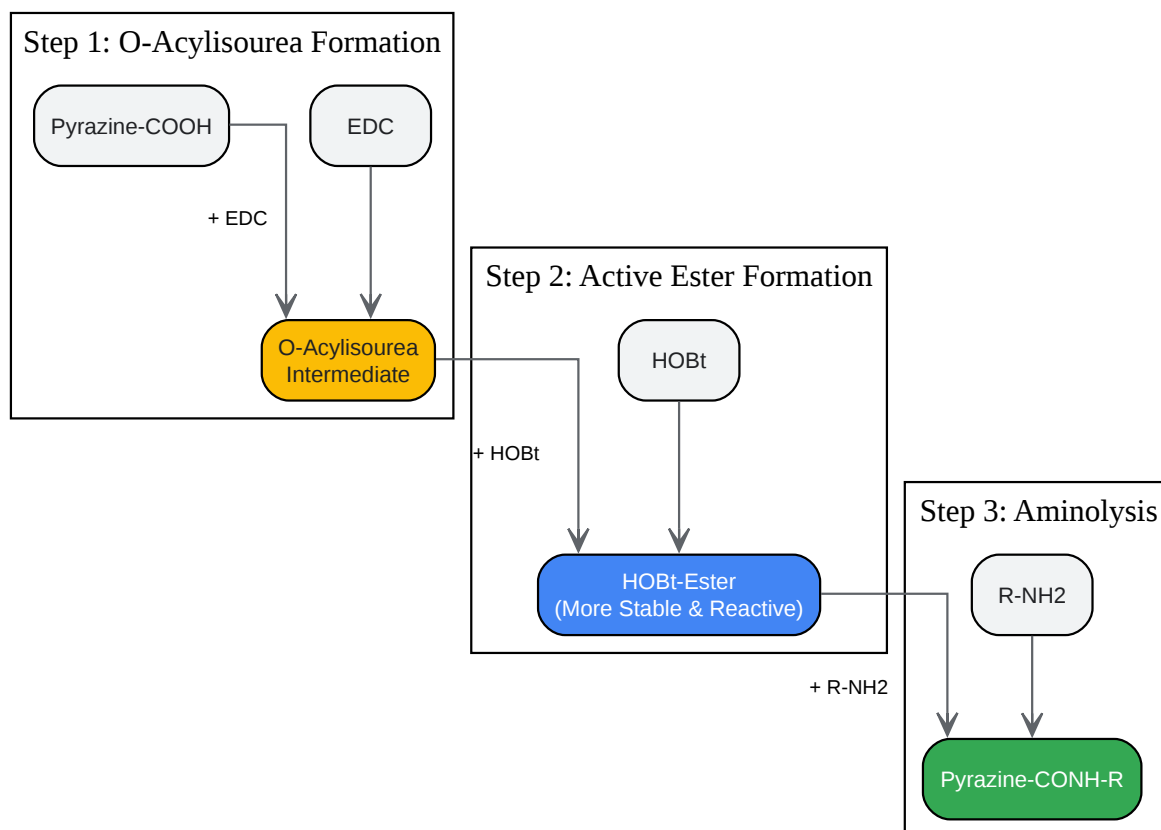 Step 1: O-Acylisourea Formation
Pyrazine-COOH
EDC
+ EDC
O-Acylisourea
Intermediate
Step 2: Active Ester Formation
HOBt
+ HOBt
HOBt-Ester
(More Stable & Reactive)
Step 3: Aminolysis
R-NH2
+ R-NH2
Pyrazine-CONH-R